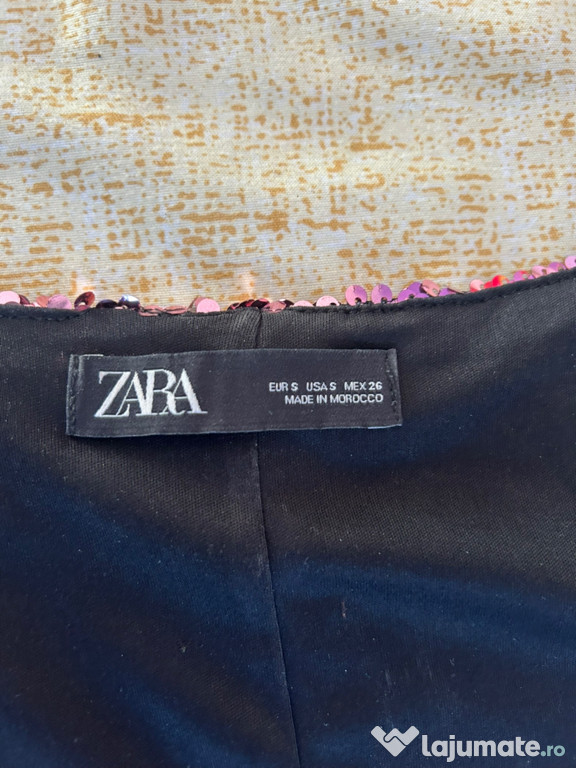 ZARA
EUR S USA S MEX 26
MADE IN MOROCCO
lajumate.ro